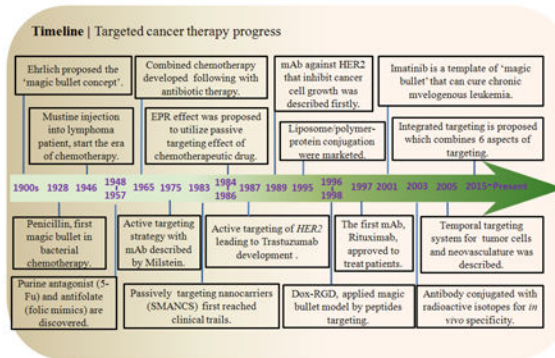 Timeline | Targeted cancer therapy progress
Ehrlich proposed the
‘magic bullet concept’.
Combined chemotherapy
developed following with
antibiotic therapy.
mAb against HER2
that inhibit cancer
cell growth was
described firstly.
Imatinib is a template of ‘magic
bullet’ that can cure chronic
myelogenous leukemia.
Mustine injection
into lymphoma
patient, start the era
of chemotherapy.
EPR effect was proposed
to utilize passive
targeting effect of
chemotherapeutic drug.
Liposome/polymer-
protein conjugation
were marketed.
Integrated targeting is proposed
which combines 6 aspects of
targeting.
1900s 1928 1946 1948 1957 1965 1975 1983 1984 1986 1987 1989 1995 1996 1998 1997 2001 2003 2005 2015~Present
Penicillin, first
magic bullet in
bacterial chemotherapy.
Active targeting
strategy with
mAb described
by Milstein.
Active targeting of HER2
leading to Trastuzumab
development .
The first mAb,
Rituximab,
approved to
treat patients.
Temporal targeting
system for tumor cells
and neovasculature was
described.
Purine antagonist (5-
Fu) and antifolate
(folic mimics) are
discovered.
Passively targeting nanocarriers
(SMANCS) first reached
clinical trails.
Dox-RGD, applied magic
bullet model by peptides
targeting.
Antibody conjugated with
radioactive isotopes for in
vivo specificity.